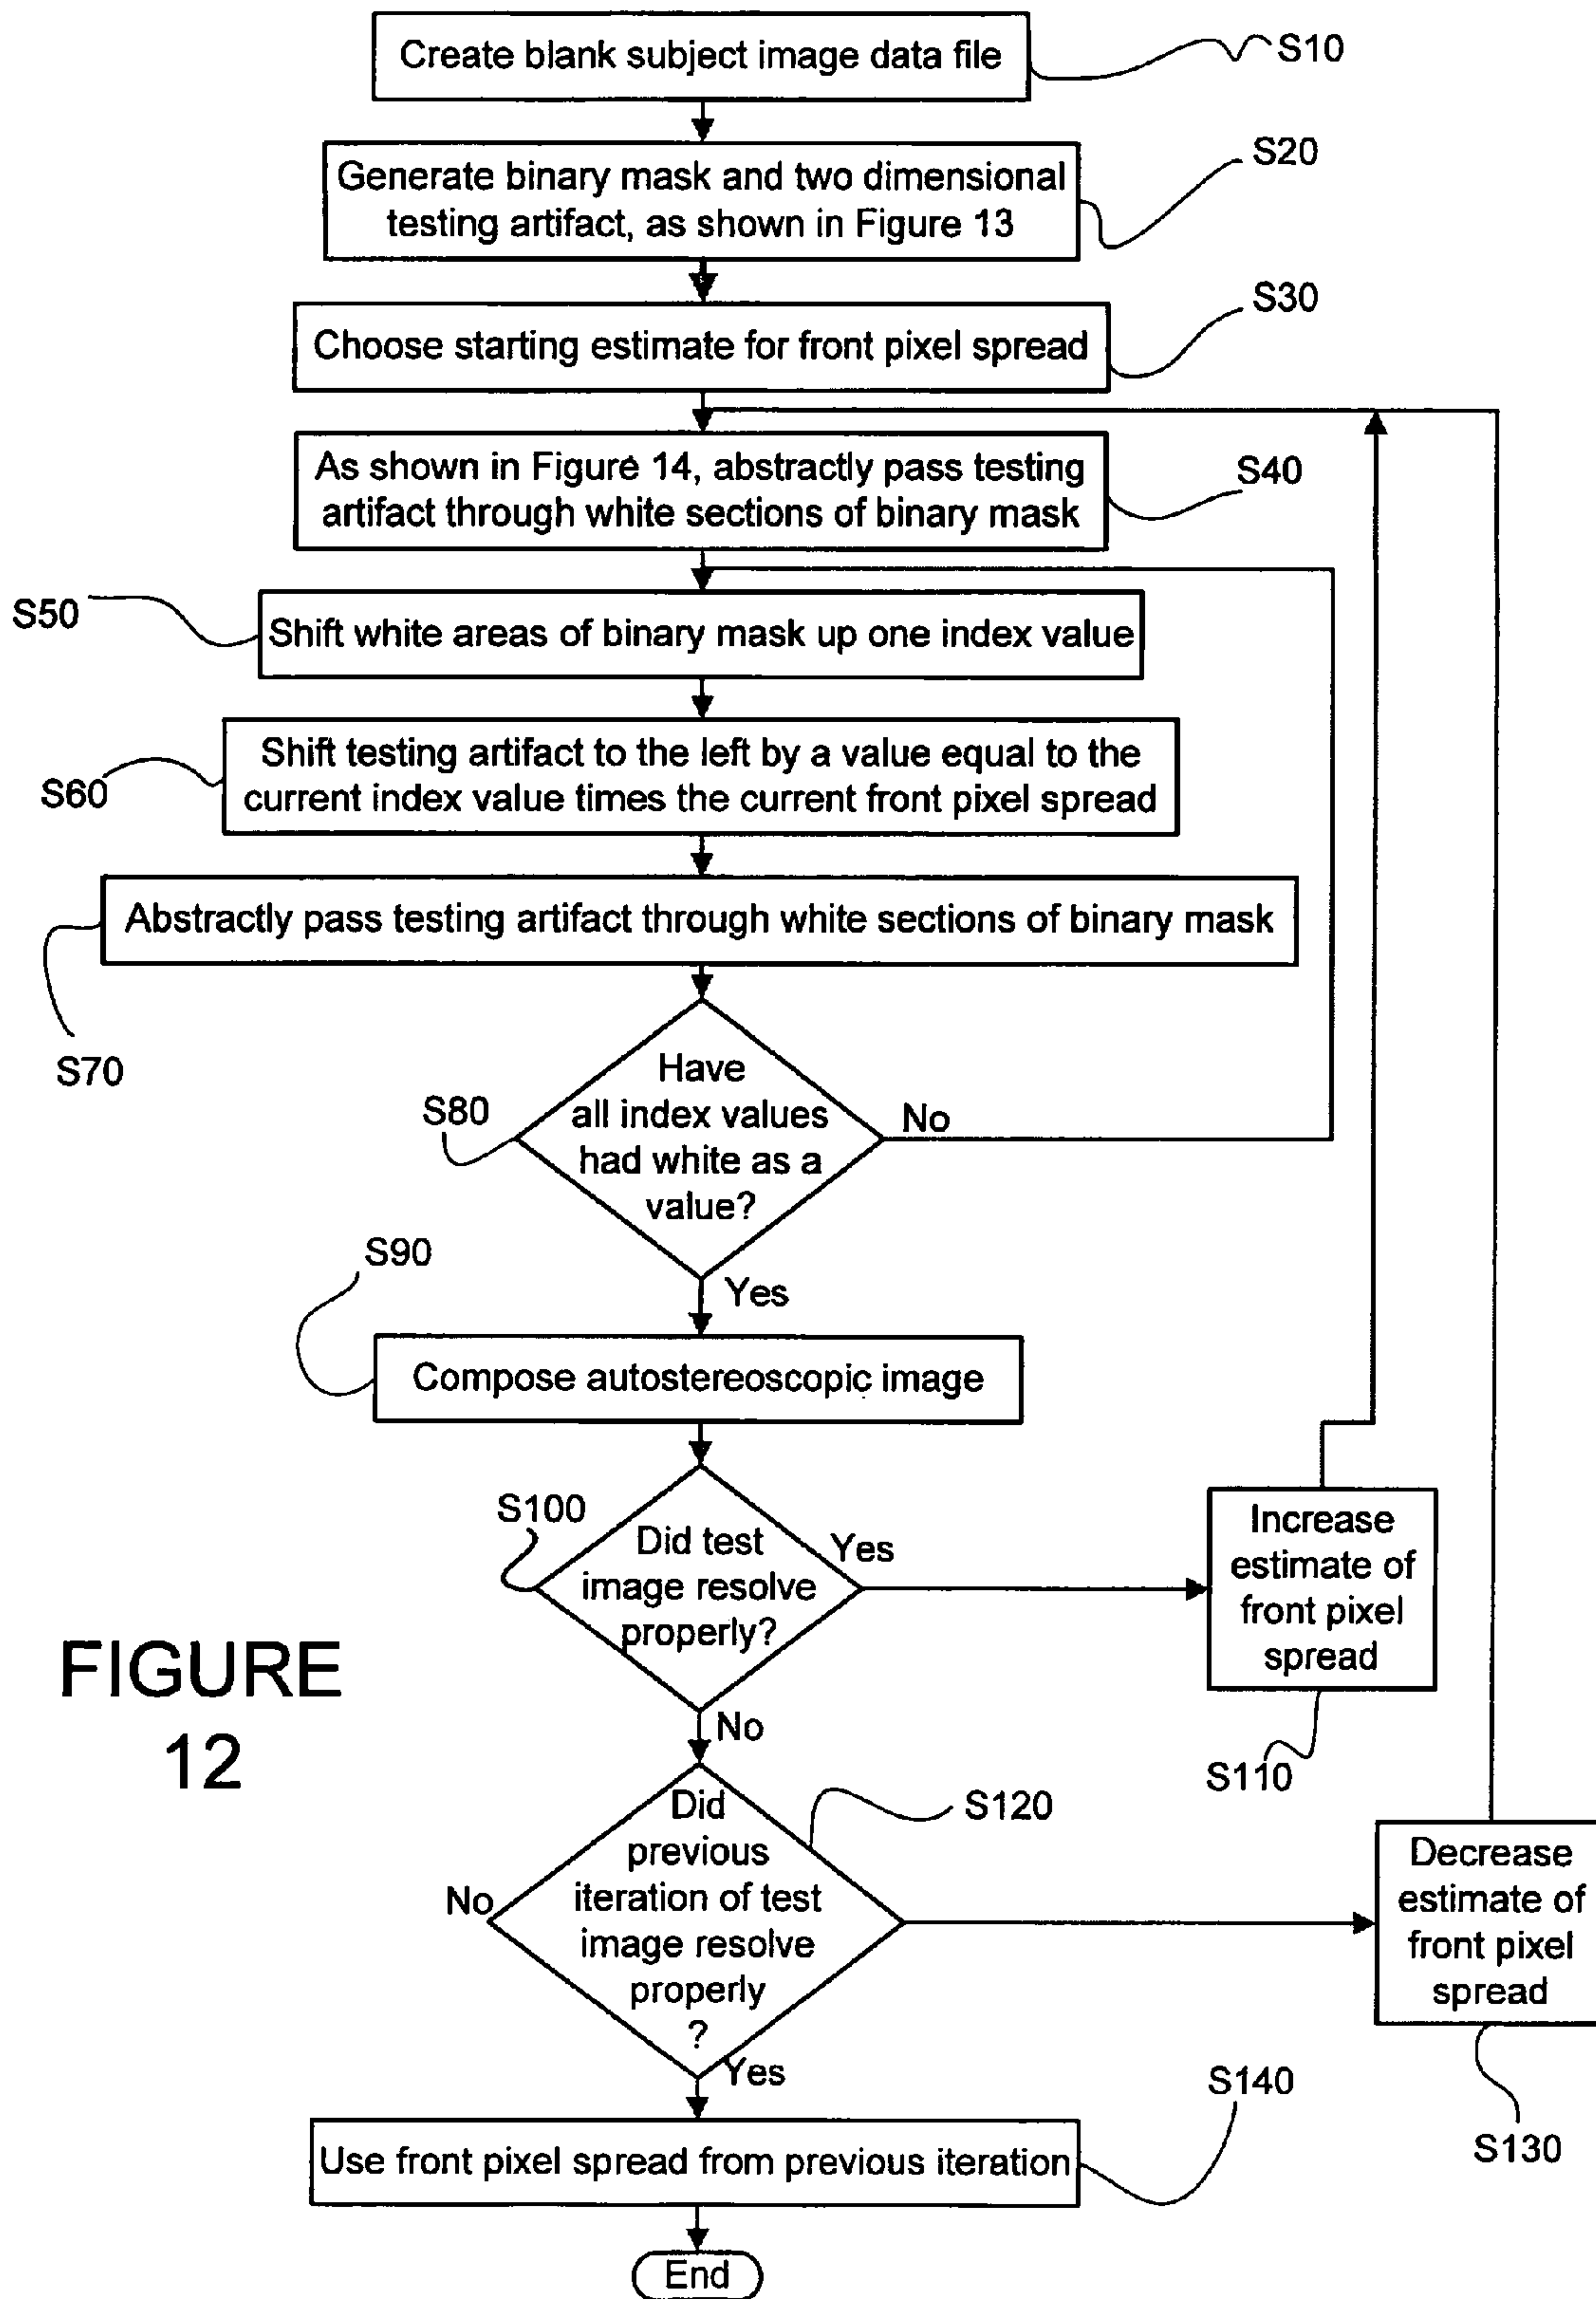 Create blank subject image data file
S10
Generate binary mask and two dimensional
testing artifact, as shown in Figure 13
S20
Choose starting estimate for front pixel spread
S30
As shown in Figure 14, abstractly pass testing
artifact through white sections of binary mask
S40
S50
Shift white areas of binary mask up one index value
S60
Shift testing artifact to the left by a value equal to the
current index value times the current front pixel spread
Abstractly pass testing artifact through white sections of binary mask
S70
S80
Have
all index values
had white as a
value?
No
Yes
S90
Compose autostereoscopic image
S100
Did test
image resolve
properly?
Yes
No
Increase
estimate of
front pixel
spread
S110
FIGURE
12
Did
previous
iteration of test
image resolve
properly
?
S120
No
Yes
Decrease
estimate of
front pixel
spread
S130
Use front pixel spread from previous iteration
S140
End